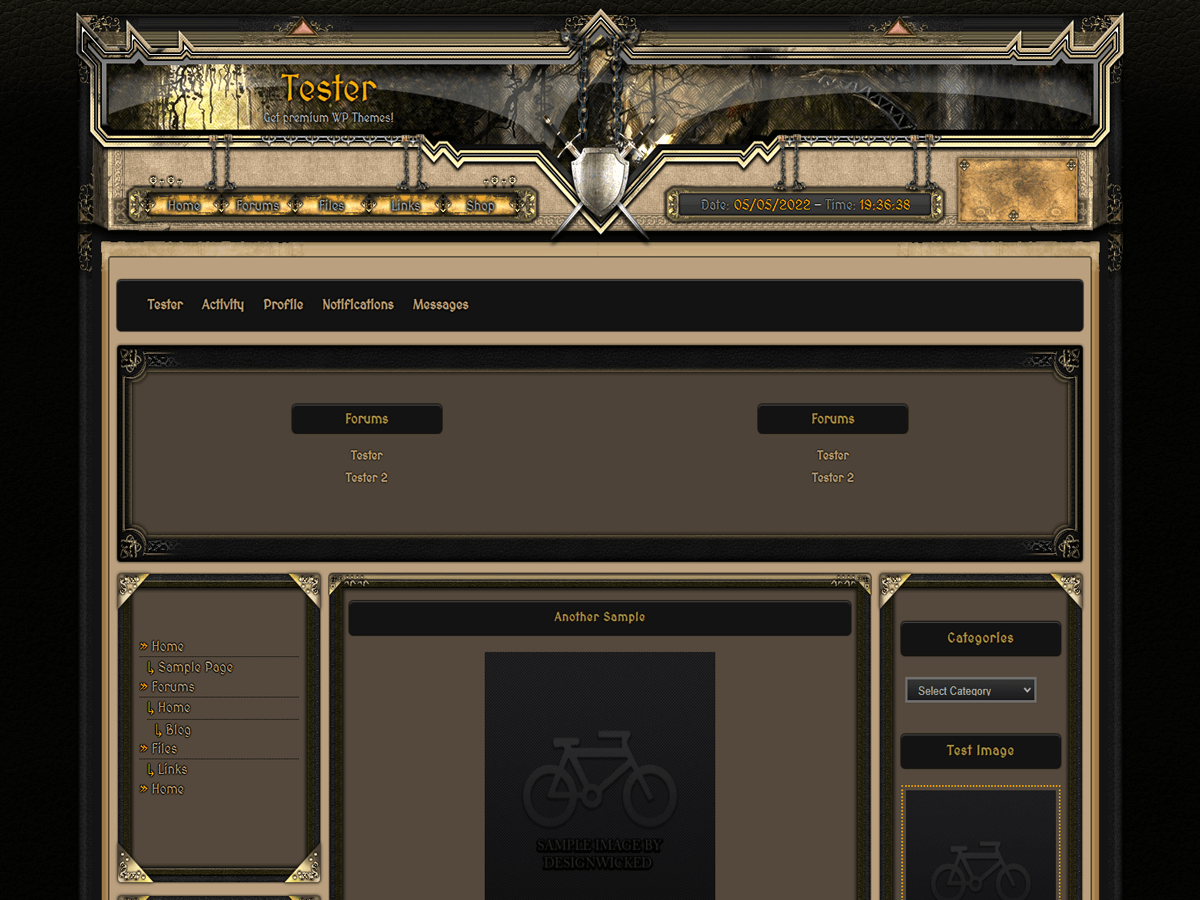 Tester
Get premium WP Themes!
Home Forums Files Links Shop
Date: 05/05/2022 – Time: 19:36:38
Tester Activity Profile Notifications Messages
Forums
Tester
Tester 2
Forums
Tester
Tester 2
» Home
Sample Page
» Forums
Home
Blog
» Files
Links
» Home
Another Sample
SAMPLE IMAGE BY
DESIGNWICKED
Categories
Select Category
Test Image